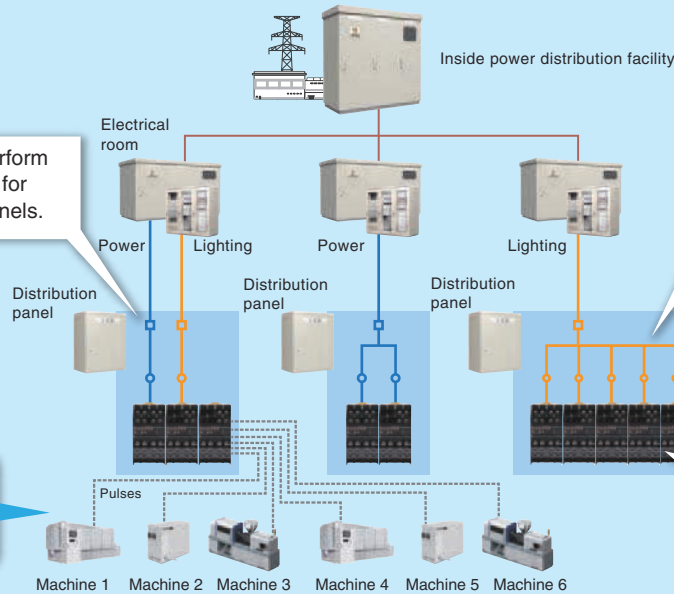 Inside power distribution facility
Electrical
room
rform
for
nels.
Power
Lighting
Power
Lighting
Distribution
panel
Distribution
panel
Distribution
panel
Pulses
Machine 1
Machine 2
Machine 3
Machine 4
Machine 5
Machine 6